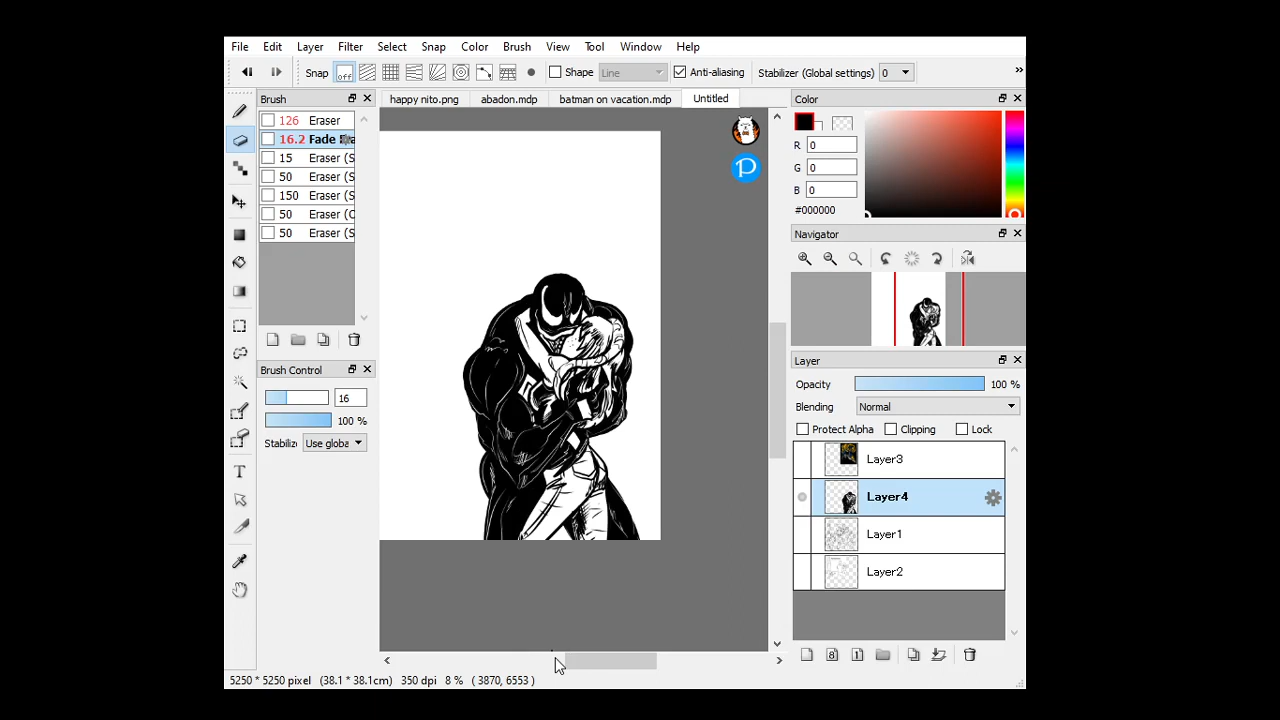 File Edit Layer Filter Select Snap Color Brush View Tool Window Help
Snap off Shape Line Anti-aliasing Stabilizer (Global settings) 0 »
Brush
happy nito.png abadon.mdp batman on vacation.mdp Untitled
126 Eraser
16.2 Fade
15 Eraser (S
50 Eraser (S
150 Eraser (S
50 Eraser (C
50 Eraser (S
Brush Control
16
100 %
Use globa
T
P
Color
R 0
G 0
B 0
#000000
Navigator
Layer
Opacity 100 %
Blending Normal
Protect Alpha Clipping Lock
Layer3
Layer4
Layer1
Layer2
8 1
5250 * 5250 pixel (38.1 * 38.1cm) 350 dpi 8 % ( 3870, 6553 )